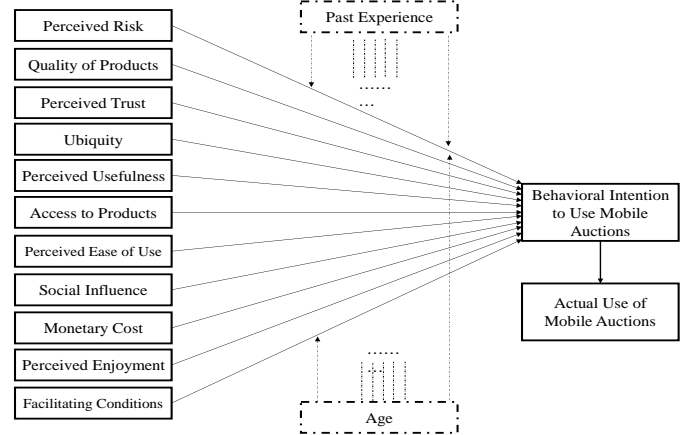 Perceived Risk
Quality of Products
Perceived Trust
Ubiquity
Perceived Usefulness
Access to Products
Perceived Ease of Use
Social Influence
Monetary Cost
Perceived Enjoyment
Facilitating Conditions
Past Experience
Age
Behavioral Intention
to Use Mobile
Auctions
Actual Use of
Mobile Auctions